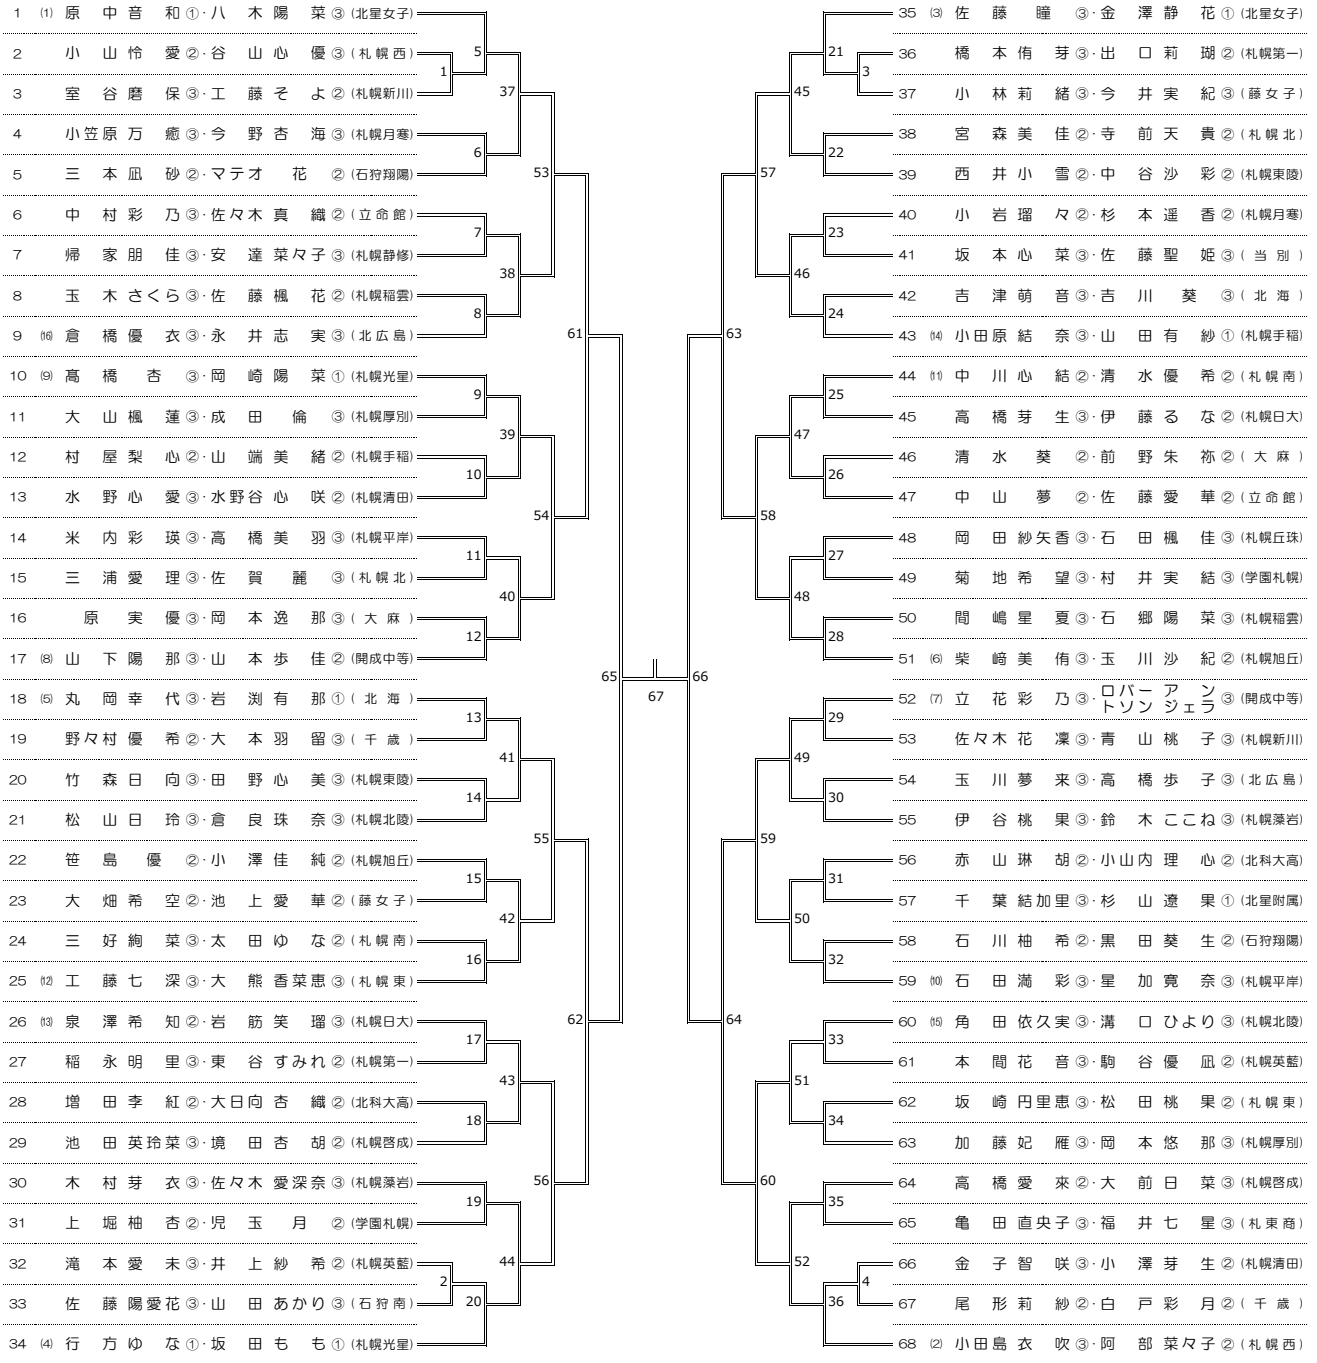 1 ⑴ 原 中 音 和 ①・八 木 陽 菜 ③ (北星女子)
2 小 山 怜 愛 ②・谷 山 心 優 ③ (札幌西)
3 室 谷 磨 保 ③・工 藤 そ よ ② (札幌新川)
4 小笠原 万 癒 ③・今 野 杏 海 ③ (札幌月寒)
5 三 本 凪 砂 ②・マテオ 花 ② (石狩翔陽)
6 中 村 彩 乃 ③・佐々木 真 織 ② (立命館)
7 帰 家 朋 佳 ③・安 達 菜々子 ③ (札幌静修)
8 玉 木 さくら ③・佐 藤 楓 花 ② (札幌稲雲)
9 ⒃ 倉 橋 優 衣 ③・永 井 志 実 ③ (北広島)
10 ⑼ 髙 橋 杏 ③・岡 崎 陽 菜 ① (札幌光星)
11 大 山 楓 蓮 ③・成 田 倫 ③ (札幌厚別)
12 村 屋 梨 心 ②・山 端 美 緒 ② (札幌手稲)
13 水 野 心 愛 ③・水野谷 心 咲 ② (札幌清田)
14 米 内 彩 瑛 ③・高 橋 美 羽 ③ (札幌平岸)
15 三 浦 愛 理 ③・佐 賀 麗 ③ (札幌北)
16 原 実 優 ③・岡 本 逸 那 ③ (大麻)
17 ⑻ 山 下 陽 那 ③・山 本 歩 佳 ② (開成中等)
18 ⑸ 丸 岡 幸 代 ③・岩 渕 有 那 ① (北海)
19 野々村 優 希 ②・大 本 羽 留 ③ (千歳)
20 竹 森 日 向 ③・田 野 心 美 ③ (札幌東陵)
21 松 山 日 玲 ③・倉 良 珠 奈 ③ (札幌北陵)
22 笹 島 優 ②・小 澤 佳 純 ② (札幌旭丘)
23 大 畑 希 空 ②・池 上 愛 華 ② (藤女子)
24 三 好 絢 菜 ③・太 田 ゆ な ② (札幌南)
25 ⑿ 工 藤 七 深 ③・大 熊 香菜恵 ③ (札幌東)
26 ⒀ 泉 澤 希 知 ②・岩 筋 笑 瑠 ③ (札幌日大)
27 稲 永 明 里 ③・東 谷 すみれ ② (札幌第一)
28 増 田 李 紅 ②・大日向 杏 織 ② (北科大高)
29 池 田 英玲菜 ③・境 田 杏 胡 ② (札幌啓成)
30 木 村 芽 衣 ③・佐々木 愛深奈 ③ (札幌藻岩)
31 上 堀 柚 杏 ②・児 玉 月 ② (学園札幌)
32 滝 本 愛 未 ③・井 上 紗 希 ② (札幌英藍)
33 佐 藤 陽愛花 ③・山 田 あかり ③ (石狩南)
34 ⑷ 行 方 ゆ な ①・坂 田 も も ① (札幌光星)
1
2
5
6
7
8
9
10
11
12
13
14
15
16
17
18
19
20
37
38
39
40
41
42
43
44
53
54
55
56
61
62
65
67
66
63
64
57
58
59
60
45
46
47
48
49
50
51
52
21
22
23
24
25
26
27
28
29
30
31
32
33
34
35
36
3
4
35 ⑶ 佐 藤 瞳 ③・金 澤 静 花 ① (北星女子)
36 橋 本 侑 芽 ③・出 口 莉 瑚 ② (札幌第一)
37 小 林 莉 緒 ③・今 井 実 紀 ③ (藤女子)
38 宮 森 美 佳 ②・寺 前 天 貴 ② (札幌北)
39 西 井 小 雪 ②・中 谷 沙 彩 ② (札幌東陵)
40 小 岩 瑠 々 ②・杉 本 遥 香 ② (札幌月寒)
41 坂 本 心 菜 ③・佐 藤 聖 姫 ③ (当別)
42 吉 津 萌 音 ③・吉 川 葵 ③ (北海)
43 ⒁ 小田原 結 奈 ③・山 田 有 紗 ① (札幌手稲)
44 ⑾ 中 川 心 結 ②・清 水 優 希 ② (札幌南)
45 高 橋 芽 生 ③・伊 藤 る な ② (札幌日大)
46 清 水 葵 ②・前 野 朱 祢 ② (大麻)
47 中 山 夢 ②・佐 藤 愛 華 ② (立命館)
48 岡 田 紗矢香 ③・石 田 楓 佳 ③ (札幌丘珠)
49 菊 地 希 望 ③・村 井 実 結 ③ (学園札幌)
50 間 嶋 星 夏 ③・石 郷 陽 菜 ③ (札幌稲雲)
51 ⑹ 柴 﨑 美 侑 ③・玉 川 沙 紀 ② (札幌旭丘)
52 ⑺ 立 花 彩 乃 ③・ロバートソン アンジェラ ③ (開成中等)
53 佐々木 花 凜 ③・青 山 桃 子 ③ (札幌新川)
54 玉 川 夢 来 ③・高 橋 歩 子 ③ (北広島)
55 伊 谷 桃 果 ③・鈴 木 ここね ③ (札幌藻岩)
56 赤 山 琳 胡 ②・小山内 理 心 ② (北科大高)
57 千 葉 結加里 ③・杉 山 遼 果 ① (北星附属)
58 石 川 柚 希 ②・黒 田 葵 生 ② (石狩翔陽)
59 ⑽ 石 田 満 彩 ③・星 加 寛 奈 ③ (札幌平岸)
60 ⒂ 角 田 依久実 ③・溝 口 ひより ③ (札幌北陵)
61 本 間 花 音 ③・駒 谷 優 凪 ② (札幌英藍)
62 坂 崎 円里恵 ③・松 田 桃 果 ② (札幌東)
63 加 藤 妃 雁 ③・岡 本 悠 那 ③ (札幌厚別)
64 高 橋 愛 來 ②・大 前 日 菜 ③ (札幌啓成)
65 亀 田 直央子 ③・福 井 七 星 ③ (札東商)
66 金 子 智 咲 ③・小 澤 芽 生 ② (札幌清田)
67 尾 形 莉 紗 ②・白 戸 彩 月 ② (千歳)
68 ⑵ 小田島 衣 吹 ③・阿 部 菜々子 ② (札幌西)